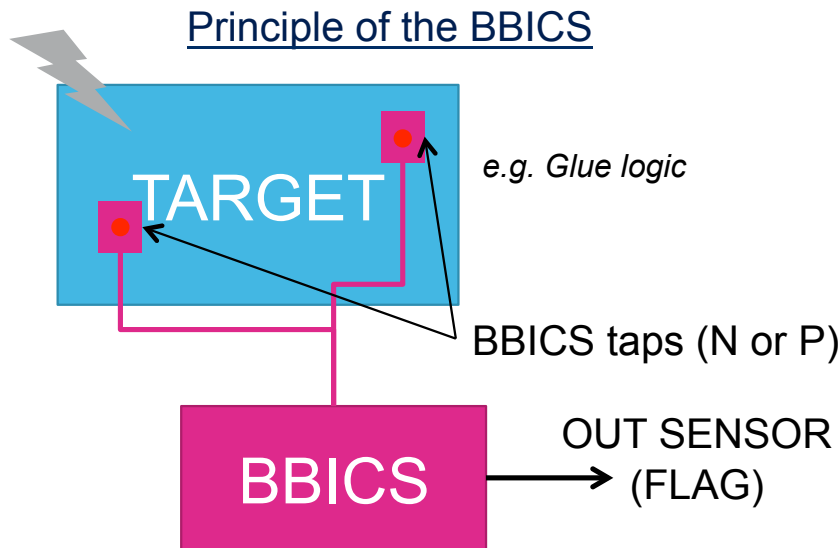 Principle of the BBICS
e.g. Glue logic
TARGET
BBICS taps (N or P)
OUT SENSOR
(FLAG)
BBICS